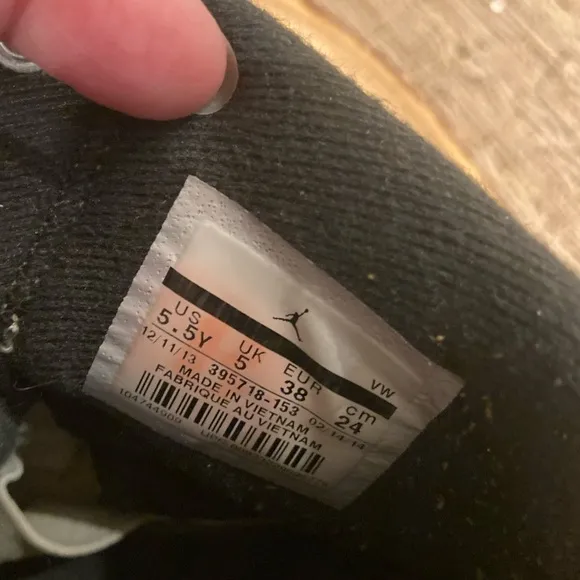 US UK EUR cm
5.5Y 5 38 24
VW
12/11/13 395718-153 02/14/14
MADE IN VIETNAM
FABRIQUE AU VIETNAM